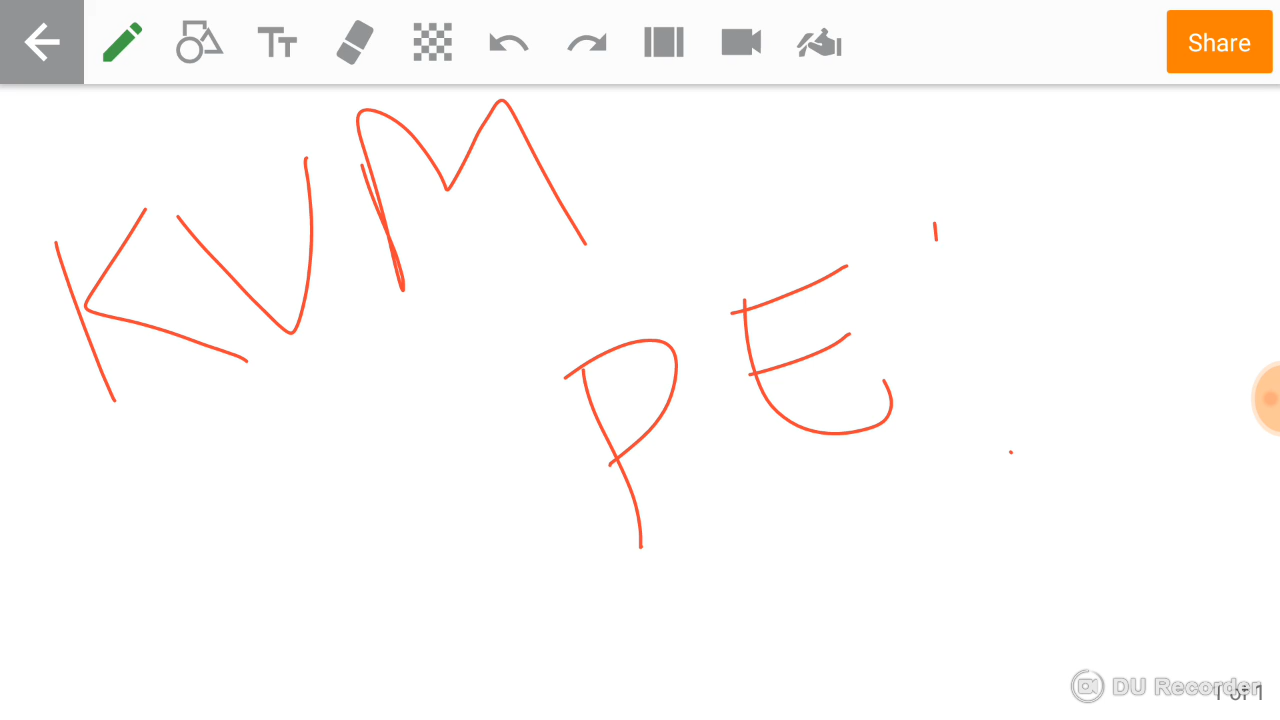 Share
KVM
PE
DU Recorder
1 of 1